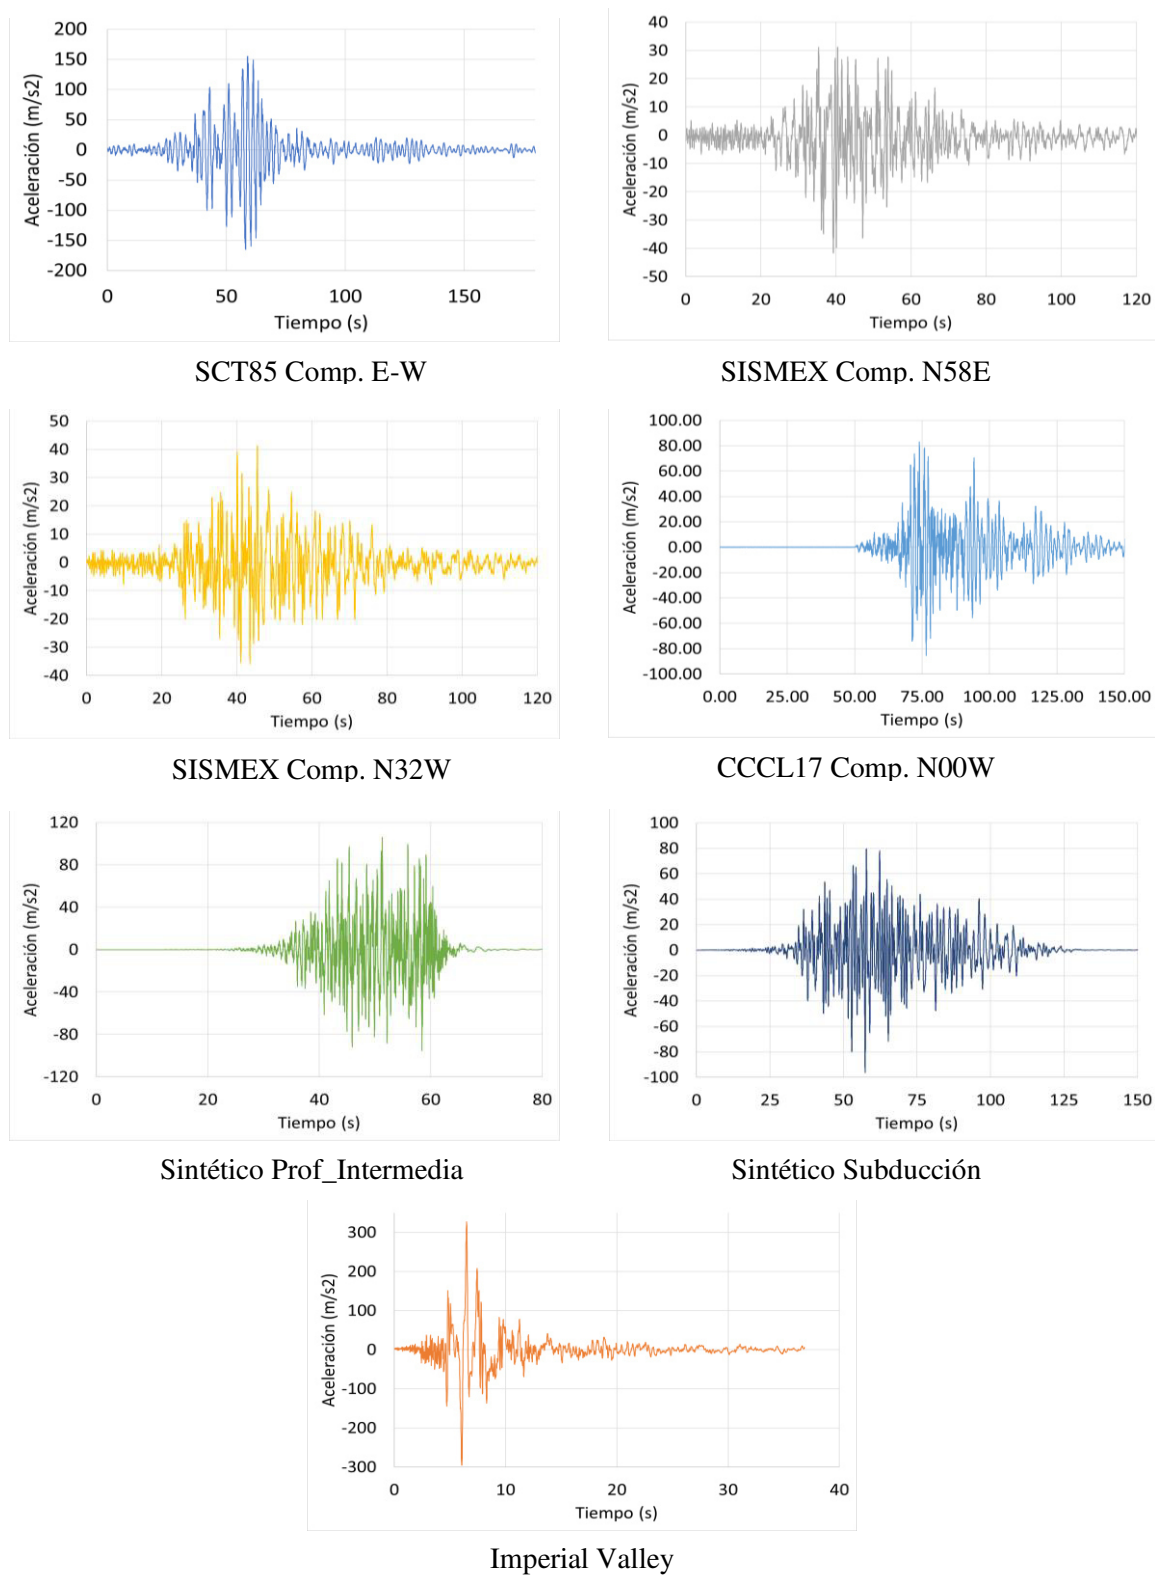 200
150
100
50
0
-50
-100
-150
-200
Aceleración (m/s2)
0 50 100 150
Tiempo (s)
SCT85 Comp. E-W
40
30
20
10
0
-10
-20
-30
-40
-50
Aceleración (m/s2)
0 20 40 60 80 100 120
Tiempo (s)
SISMEX Comp. N58E
50
40
30
20
10
0
-10
-20
-30
-40
Aceleración (m/s2)
0 20 40 60 80 100 120
Tiempo (s)
SISMEX Comp. N32W
100.00
80.00
60.00
40.00
20.00
0.00
-20.00
-40.00
-60.00
-80.00
-100.00
Aceleración (m/s2)
0.00 25.00 50.00 75.00 100.00 125.00 150.00
Tiempo (s)
CCCL17 Comp. N00W
120
80
40
0
-40
-80
-120
Aceleración (m/s2)
0 20 40 60 80
Tiempo (s)
Sintético Prof_Intermedia
100
80
60
40
20
0
-20
-40
-60
-80
-100
Aceleración (m/s2)
0 25 50 75 100 125 150
Tiempo (s)
Sintético Subducción
300
200
100
0
-100
-200
-300
Aceleración (m/s2)
0 10 20 30 40
Tiempo (s)
Imperial Valley